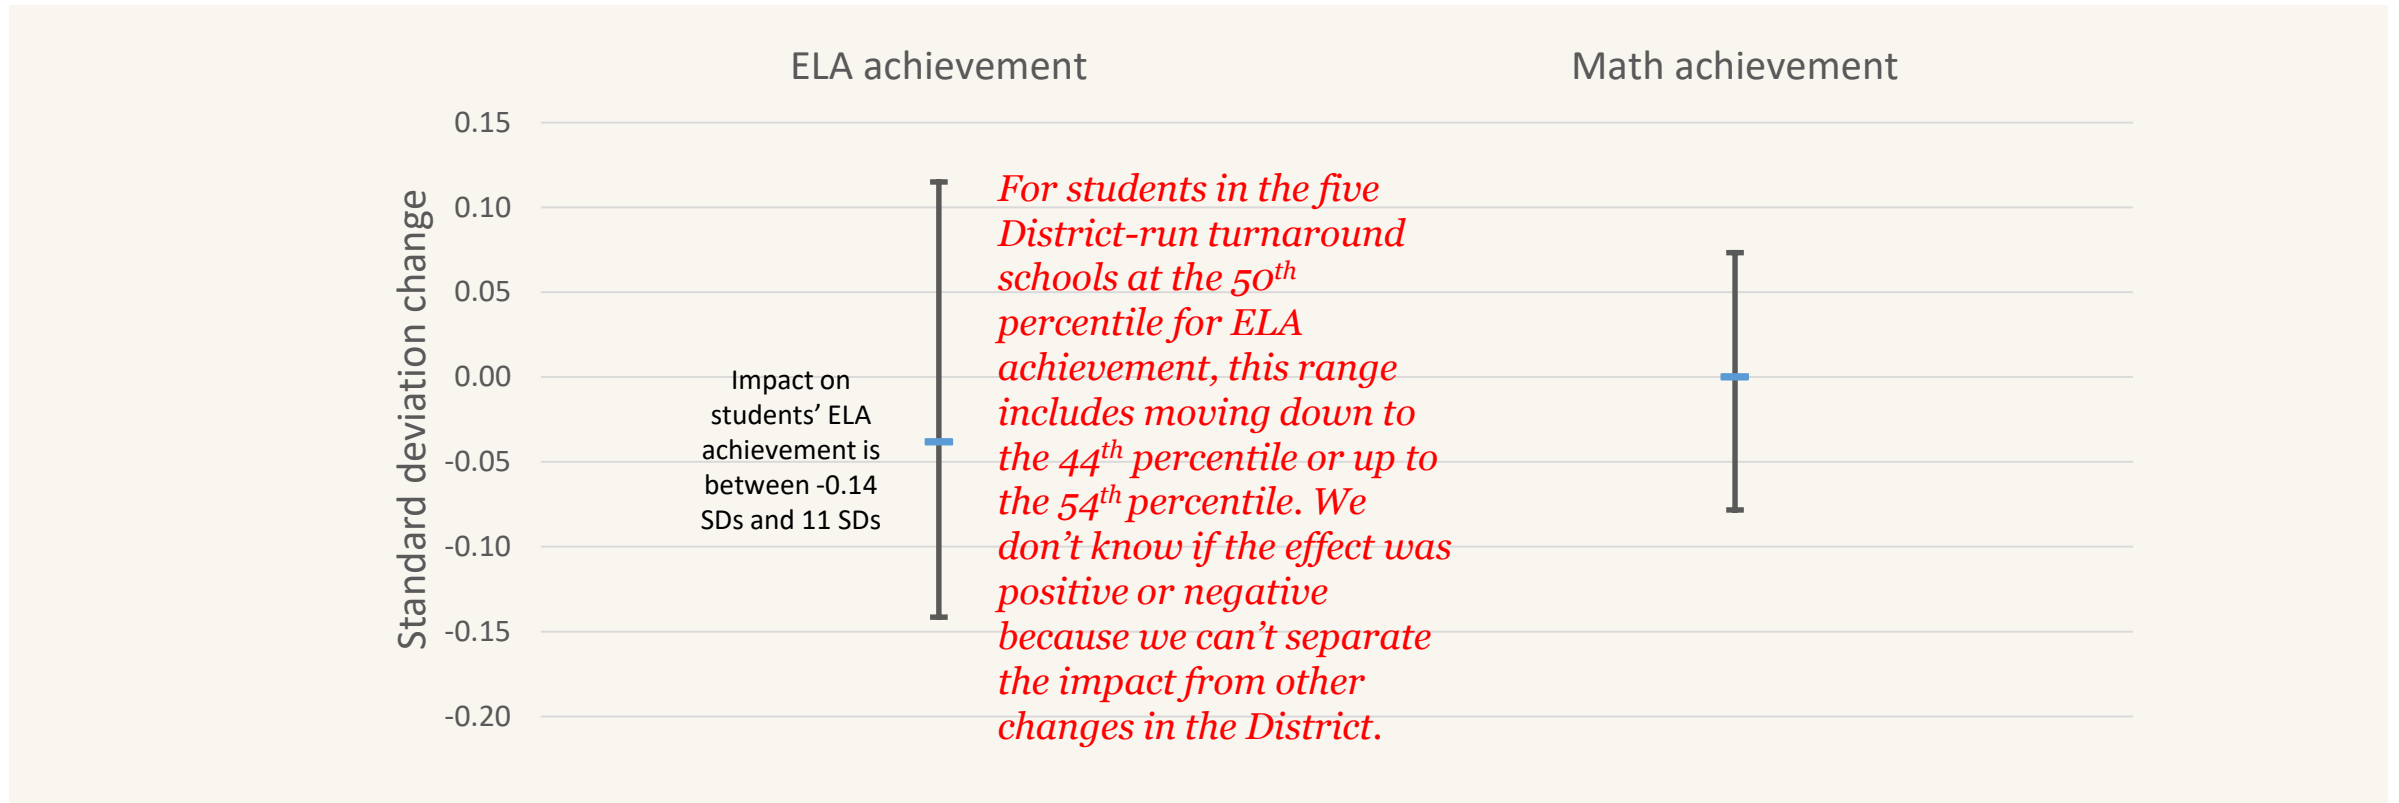 ELA achievement
Math achievement
Standard deviation change
0.15
0.10
0.05
0.00
-0.05
-0.10
-0.15
-0.20
Impact on
students’ ELA
achievement is
between -0.14
SDs and 11 SDs
For students in the five
District-run turnaround
schools at the 50th
percentile for ELA
achievement, this range
includes moving down to
the 44th percentile or up to
the 54th percentile. We
don’t know if the effect was
positive or negative
because we can’t separate
the impact from other
changes in the District.